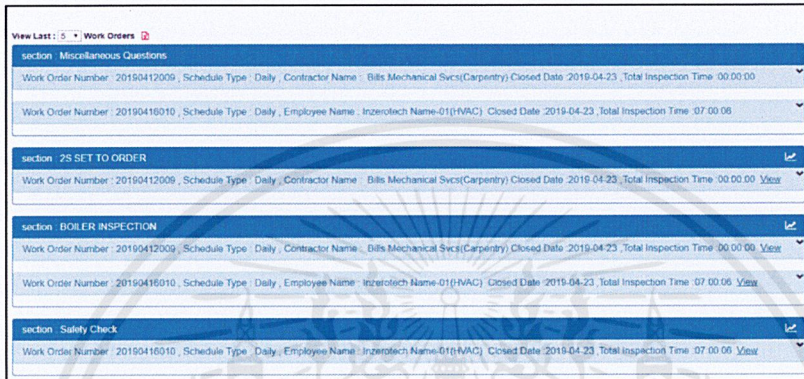 View Last : 5 Work Orders
section : Miscellaneous Questions
Work Order Number : 20190412009 , Schedule Type : Daily , Contractor Name : Bills Mechanical Svcs(Carpentry) Closed Date :2019-04-23 ,Total Inspection Time :00:00:00
Work Order Number : 20190416010 , Schedule Type : Daily , Employee Name : Inzerotech Name-01(HVAC) Closed Date :2019-04-23 ,Total Inspection Time :07:00:06
section : 2S SET TO ORDER
Work Order Number : 20190412009 , Schedule Type : Daily , Contractor Name : Bills Mechanical Svcs(Carpentry) Closed Date :2019-04-23 ,Total Inspection Time :00:00:00 View
section : BOILER INSPECTION
Work Order Number : 20190412009 , Schedule Type : Daily , Contractor Name : Bills Mechanical Svcs(Carpentry) Closed Date :2019-04-23 ,Total Inspection Time :00:00:00 View
Work Order Number : 20190416010 , Schedule Type : Daily , Employee Name : Inzerotech Name-01(HVAC) Closed Date :2019-04-23 ,Total Inspection Time :07:00:06 View
section : Safety Check
Work Order Number : 20190416010 , Schedule Type : Daily , Employee Name : Inzerotech Name-01(HVAC) Closed Date :2019-04-23 ,Total Inspection Time :07:00:06 View